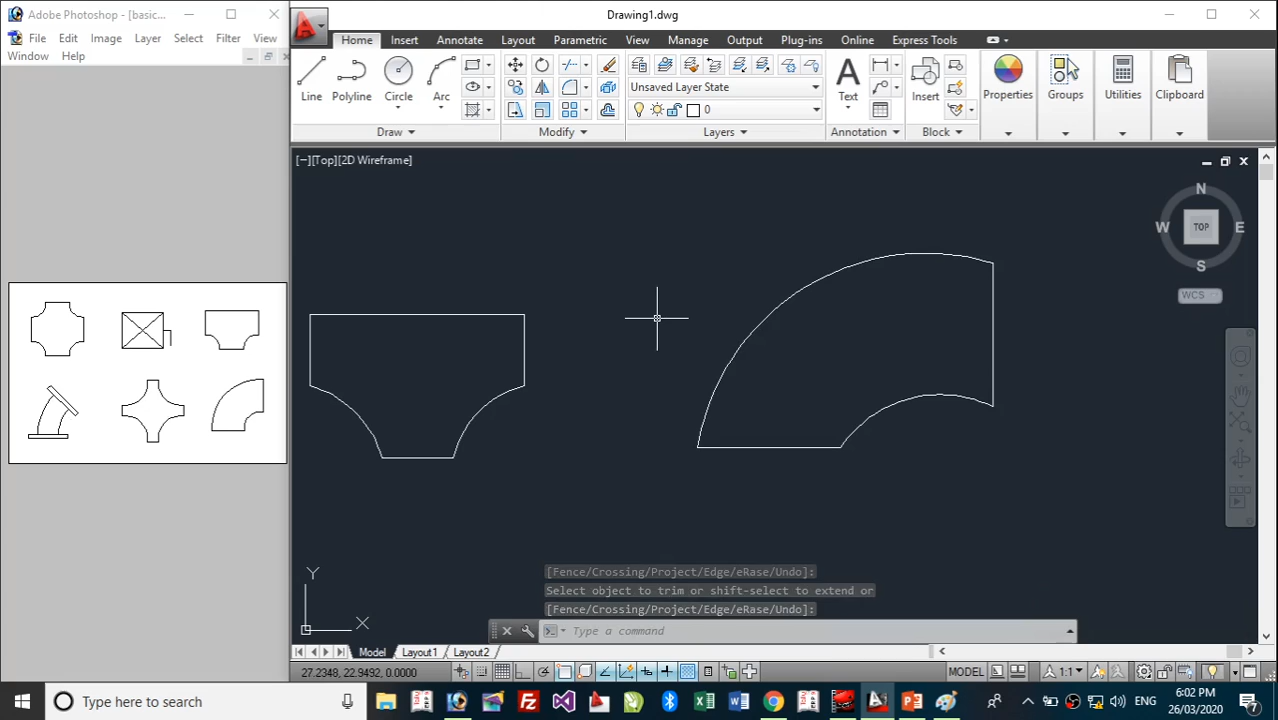 Adobe Photoshop - [basic...
File Edit Image Layer Select Filter View
Window Help
Drawing1.dwg
Home Insert Annotate Layout Parametric View Manage Output Plug-ins Online Express Tools
Unsaved Layer State
Line Polyline Circle Arc
0
Text
Insert
Properties Groups Utilities Clipboard
Draw Modify Layers Annotation Block
[−][Top][2D Wireframe]
N
W TOP E
S
WCS
[Fence/Crossing/Project/Edge/eRase/Undo]:
Select object to trim or shift-select to extend or
[Fence/Crossing/Project/Edge/eRase/Undo]:
Type a command
Y
X
Model Layout1 Layout2
27.2348, 22.9492, 0.0000
MODEL
1:1
Type here to search
ENG
6:02 PM
26/03/2020
7